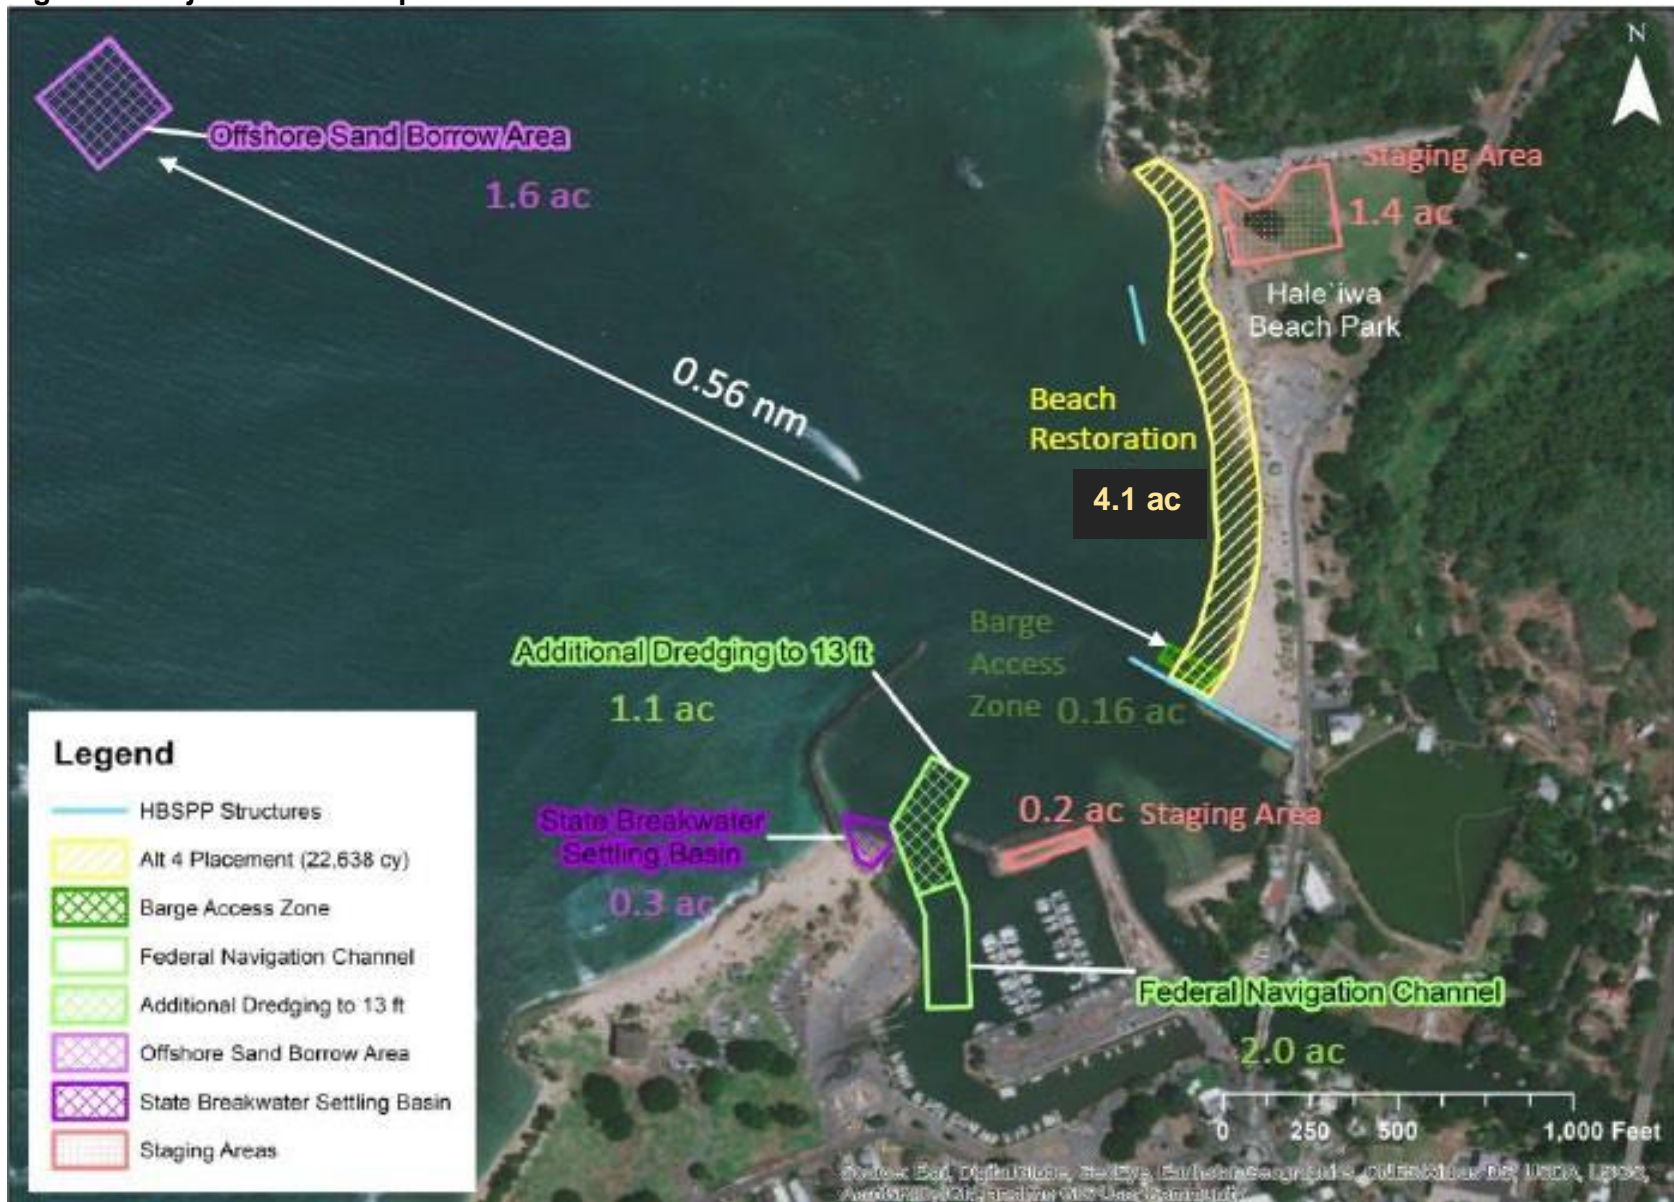 N
Offshore Sand Borrow Area
1.6 ac
Staging Area
1.4 ac
Hale`iwa
Beach Park
0.56 nm
Beach
Restoration
4.1 ac
Barge
Access
Zone 0.16 ac
Additional Dredging to 13 ft
1.1 ac
State Breakwater
Settling Basin
0.3 ac
0.2 ac Staging Area
Federal Navigation Channel
2.0 ac
Legend
HBSPP Structures
Alt 4 Placement (22,638 cy)
Barge Access Zone
Federal Navigation Channel
Additional Dredging to 13 ft
Offshore Sand Borrow Area
State Breakwater Settling Basin
Staging Areas
0 250 500 1,000 Feet